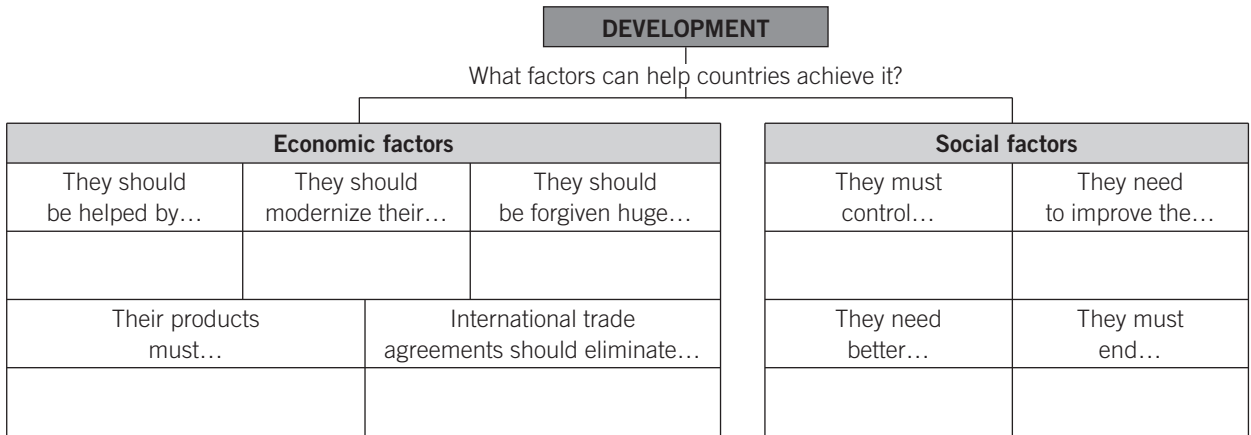 DEVELOPMENT
What factors can help countries achieve it?
Economic factors
They should
be helped by…
They should
modernize their…
They should
be forgiven huge…
Their products
must…
International trade
agreements should eliminate…
Social factors
They must
control…
They need
to improve the…
They need
better…
They must
end…